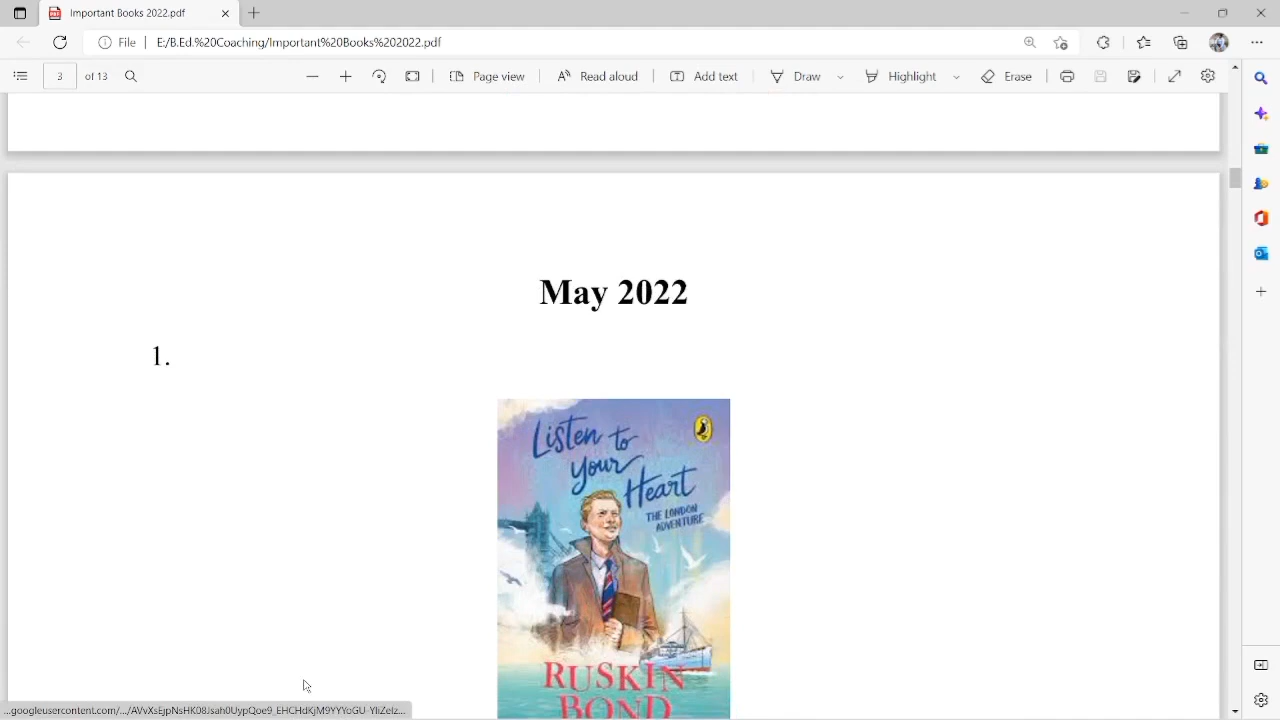 Important Books 2022.pdf
File | E:/B.Ed.%20Coaching/Important%20Books%202022.pdf
3 of 13
Page view
Read aloud
Add text
Draw
Highlight
Erase
May 2022
1.
Listen to
your
Heart
THE LONDON
ADVENTURE
RUSKIN
BOND